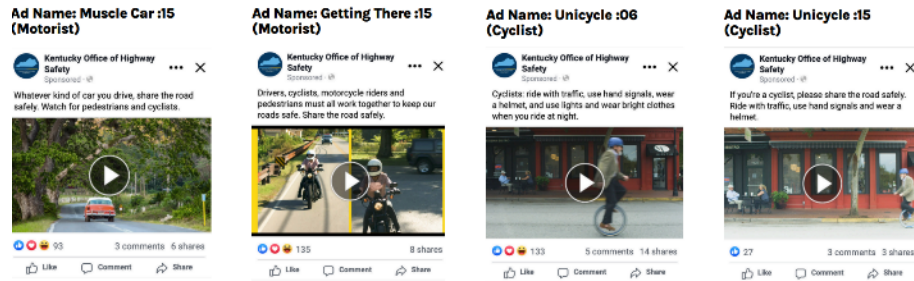 Ad Name: Muscle Car :15
(Motorist)
Kentucky Office of Highway
Safety
Sponsored ·
Whatever kind of car you drive, share the road
safely. Watch for pedestrians and cyclists.
93
3 comments 6 shares
Like Comment Share
Ad Name: Getting There :15
(Motorist)
Kentucky Office of Highway
Safety
Sponsored ·
Drivers, cyclists, motorcycle riders and
pedestrians must all work together to keep our
roads safe. Share the road safely.
135
8 shares
Like Comment Share
Ad Name: Unicycle :06
(Cyclist)
Kentucky Office of Highway
Safety
Sponsored ·
Cyclists: ride with traffic, use hand signals, wear
a helmet, and use lights and wear bright clothes
when you ride at night.
133
5 comments 14 shares
Like Comment Share
Ad Name: Unicycle :15
(Cyclist)
Kentucky Office of Highway
Safety
Sponsored ·
If you're a cyclist, please share the road safely.
Ride with traffic, use hand signals and wear a
helmet.
27
3 comments 3 shares
Like Comment Share